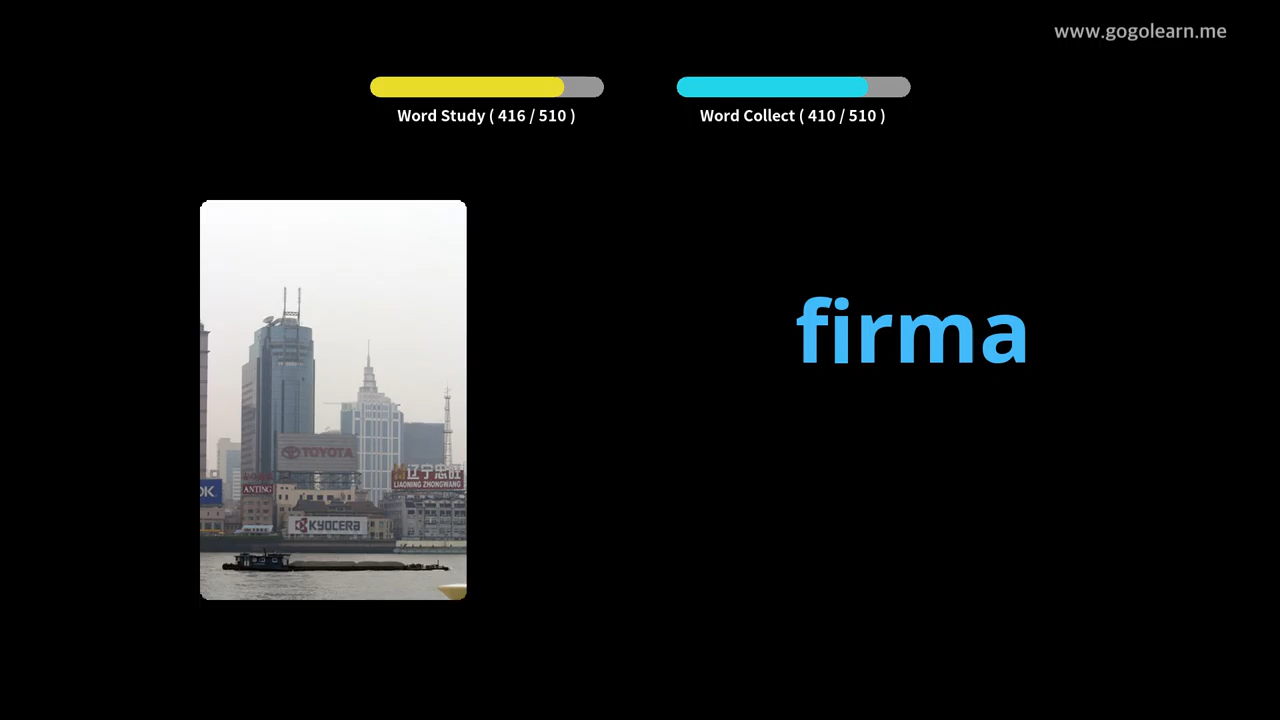 www.gogolearn.me
Word Study ( 416 / 510 )
Word Collect ( 410 / 510 )
firma
TOYOTA
辽宁忠旺
LIAONING ZHONGWANG
OK
ANTING
KYOCERA